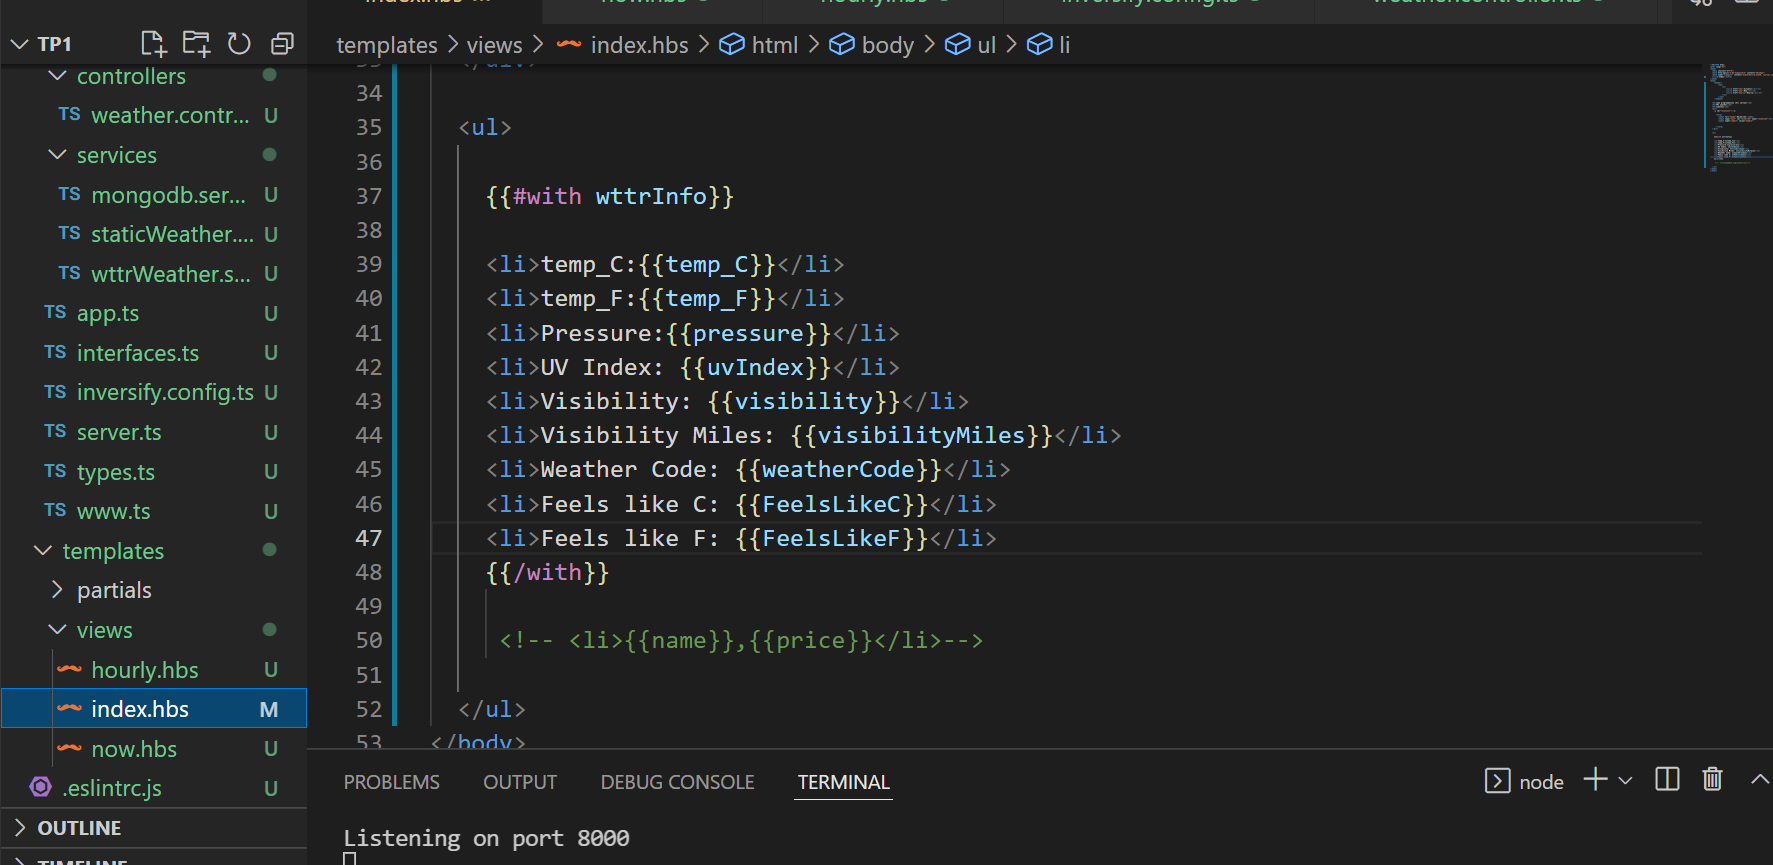 TP1
controllers
TS weather.contr... U
services
TS mongodb.ser... U
TS staticWeather.... U
TS wttrWeather.s... U
TS app.ts U
TS interfaces.ts U
TS inversify.config.ts U
TS server.ts U
TS types.ts U
TS www.ts U
templates
partials
views
hourly.hbs U
index.hbs M
now.hbs U
.eslintrc.js U
OUTLINE
TIMELINE
templates > views > index.hbs > html > body > ul > li
34
35 <ul>
36
37 {{#with wttrInfo}}
38
39 <li>temp_C:{{temp_C}}</li>
40 <li>temp_F:{{temp_F}}</li>
41 <li>Pressure:{{pressure}}</li>
42 <li>UV Index: {{uvIndex}}</li>
43 <li>Visibility: {{visibility}}</li>
44 <li>Visibility Miles: {{visibilityMiles}}</li>
45 <li>Weather Code: {{weatherCode}}</li>
46 <li>Feels like C: {{FeelsLikeC}}</li>
47 <li>Feels like F: {{FeelsLikeF}}</li>
48 {{/with}}
49
50 <!-- <li>{{name}},{{price}}</li>-->
51
52 </ul>
53 </body>
PROBLEMS OUTPUT DEBUG CONSOLE TERMINAL node
Listening on port 8000